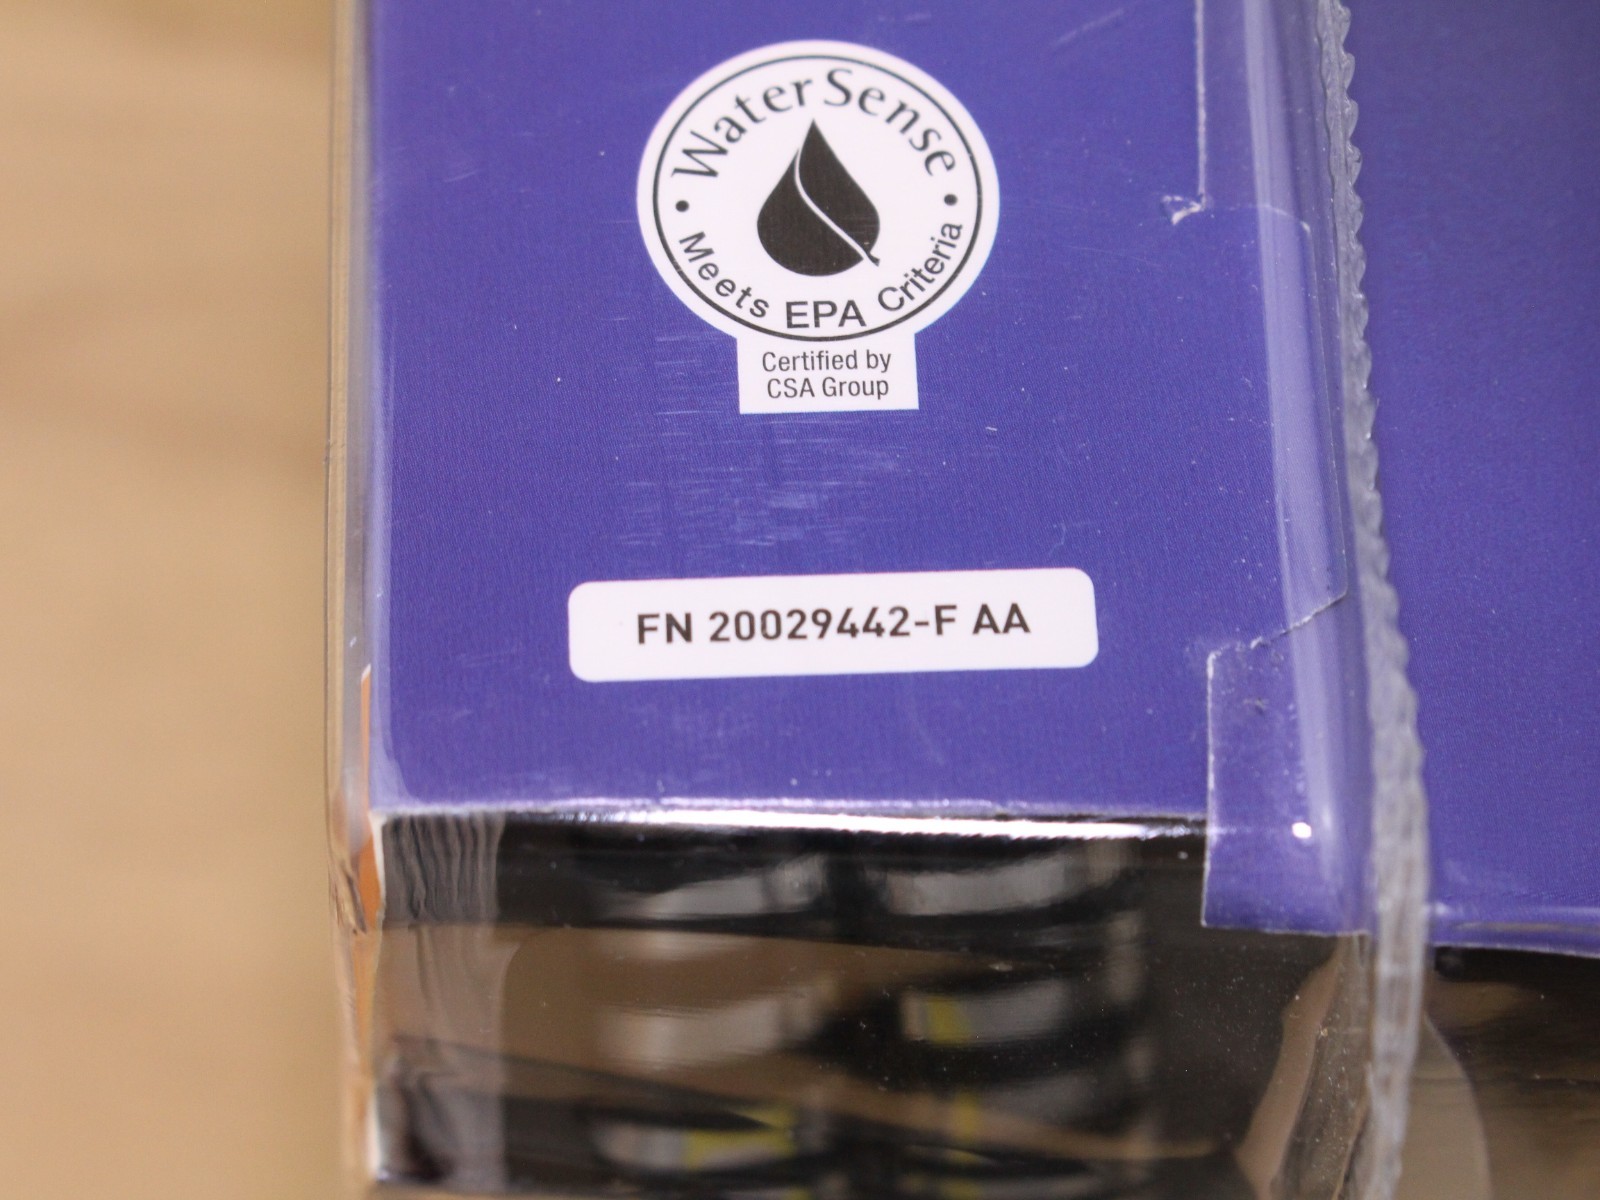 WaterSense
Meets EPA Criteria
Certified by
CSA Group
FN 20029442-F AA